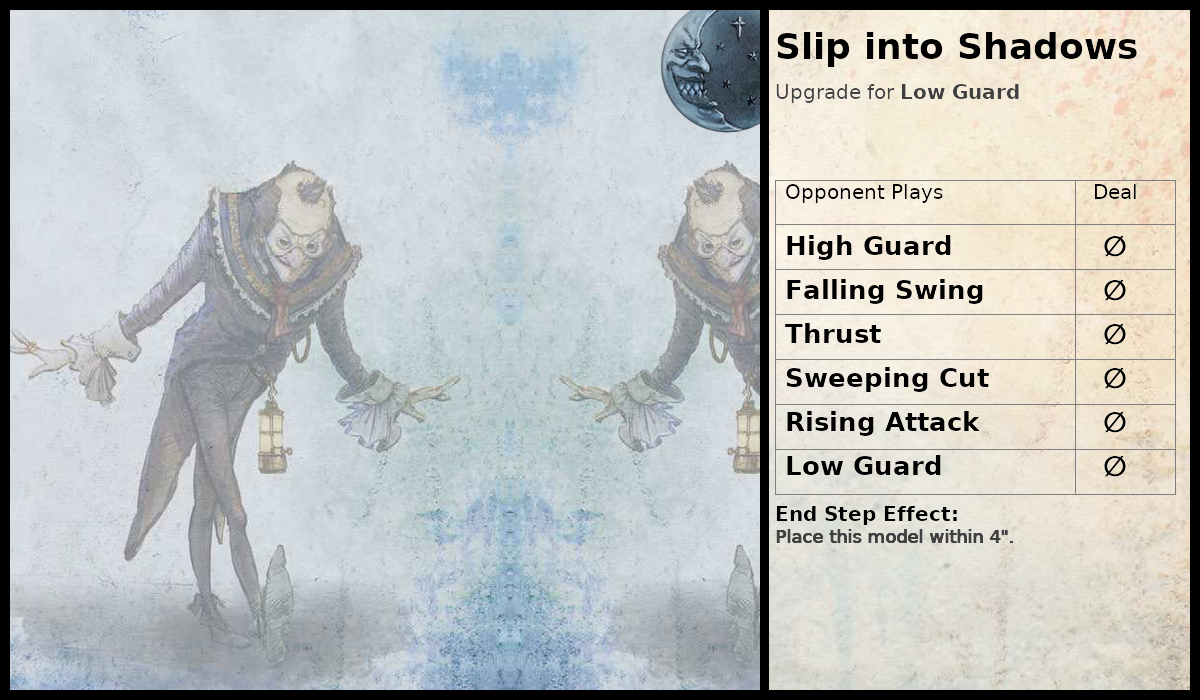 Slip into Shadows
Upgrade for Low Guard
Opponent Plays Deal
High Guard ∅
Falling Swing ∅
Thrust ∅
Sweeping Cut ∅
Rising Attack ∅
Low Guard ∅
End Step Effect:
Place this model within 4".